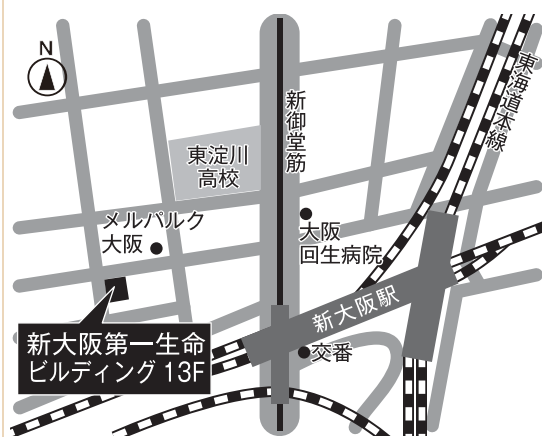 N
東海道本線
新御堂筋
東淀川
高校
メルパルク
大阪
大阪
回生病院
新大阪駅
交番
新大阪第一生命
ビルディング 13F